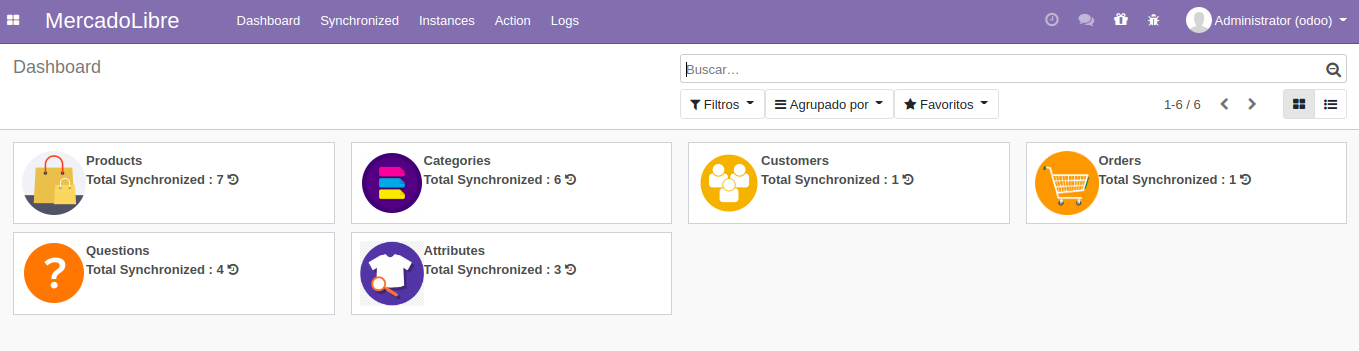 MercadoLibre Dashboard Synchronized Instances Action Logs Administrator (odoo)
Dashboard
Buscar…
Filtros Agrupado por Favoritos 1-6 / 6
Products
Total Synchronized : 7
Categories
Total Synchronized : 6
Customers
Total Synchronized : 1
Orders
Total Synchronized : 1
Questions
Total Synchronized : 4
Attributes
Total Synchronized : 3